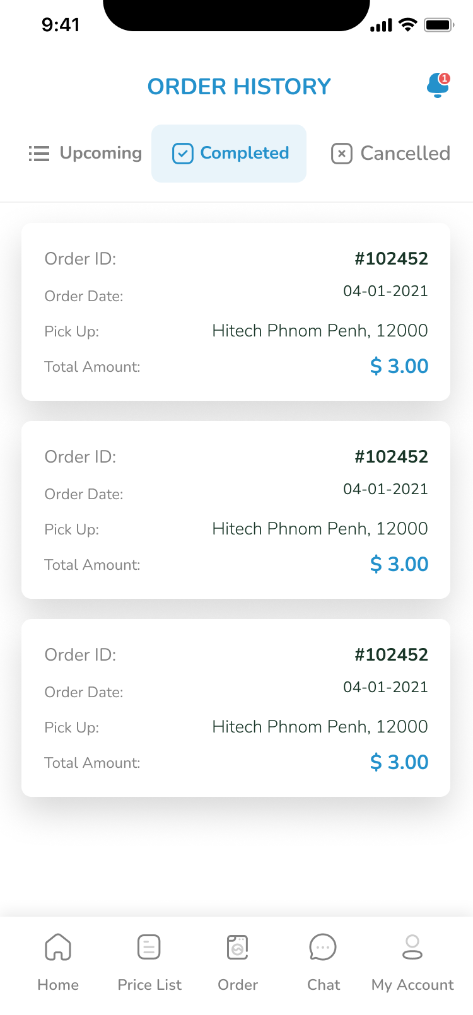 9:41
ORDER HISTORY
1
Upcoming Completed Cancelled
Order ID: #102452
Order Date: 04-01-2021
Pick Up: Hitech Phnom Penh, 12000
Total Amount: $ 3.00
Order ID: #102452
Order Date: 04-01-2021
Pick Up: Hitech Phnom Penh, 12000
Total Amount: $ 3.00
Order ID: #102452
Order Date: 04-01-2021
Pick Up: Hitech Phnom Penh, 12000
Total Amount: $ 3.00
Home Price List Order Chat My Account